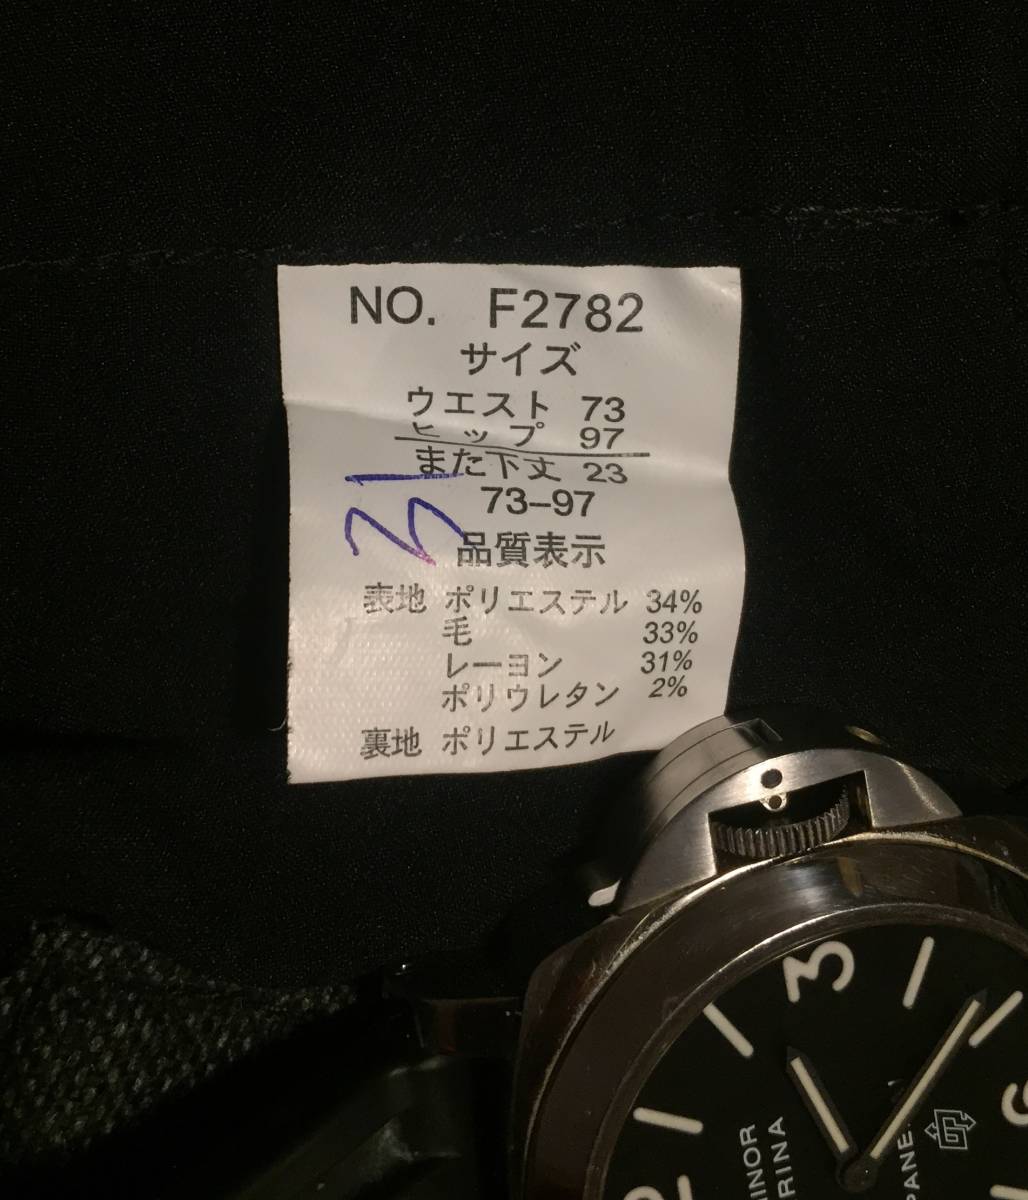 NO. F2782
サイズ
ウエスト 73
ヒップ 97
また下丈 23
73-97
31
品質表示
表地 ポリエステル 34%
毛 33%
レーヨン 31%
ポリウレタン 2%
裏地 ポリエステル
3
6
MINOR
RINA
PANE